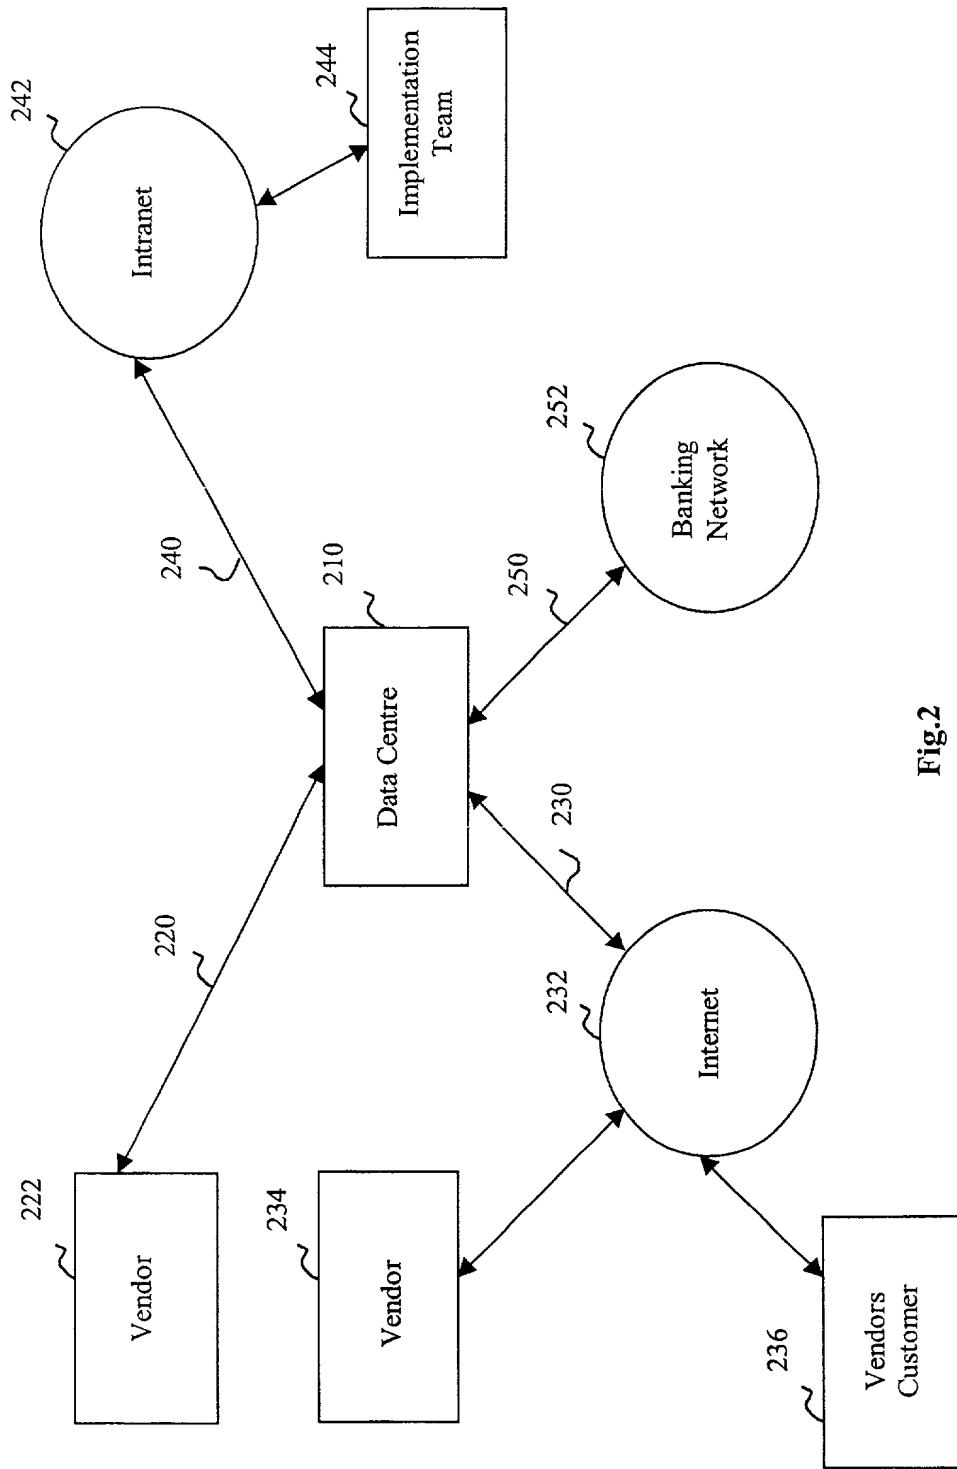 222
Vendor
220
240
242
Intranet
234
Vendor
210
Data Centre
244
Implementation
Team
232
Internet
230
250
252
Banking
Network
236
Vendors
Customer
Fig.2